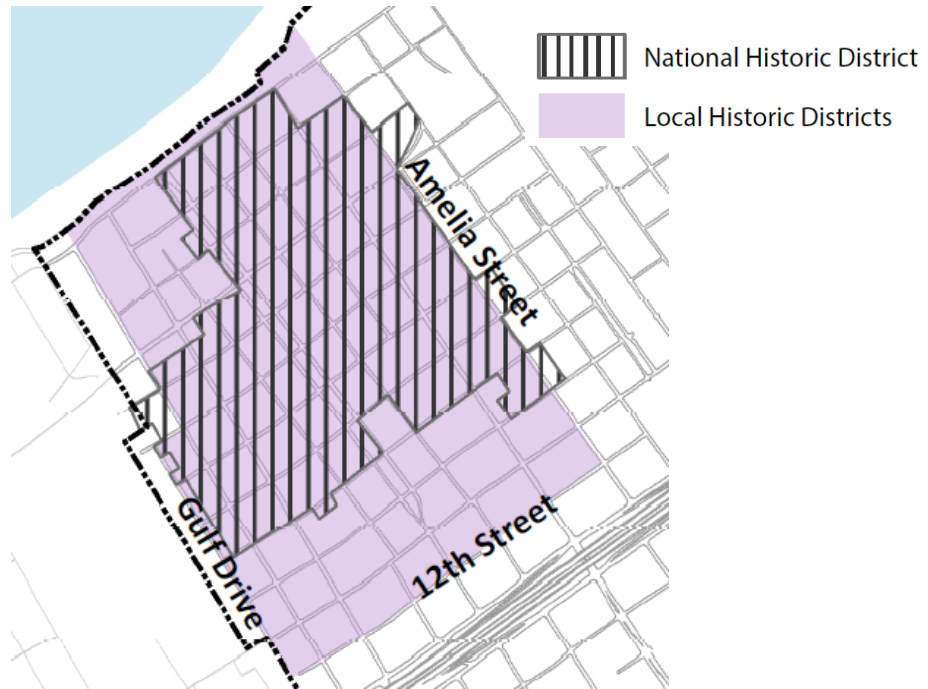 National Historic District
Local Historic Districts
Amelia Street
Gulf Drive
12th Street